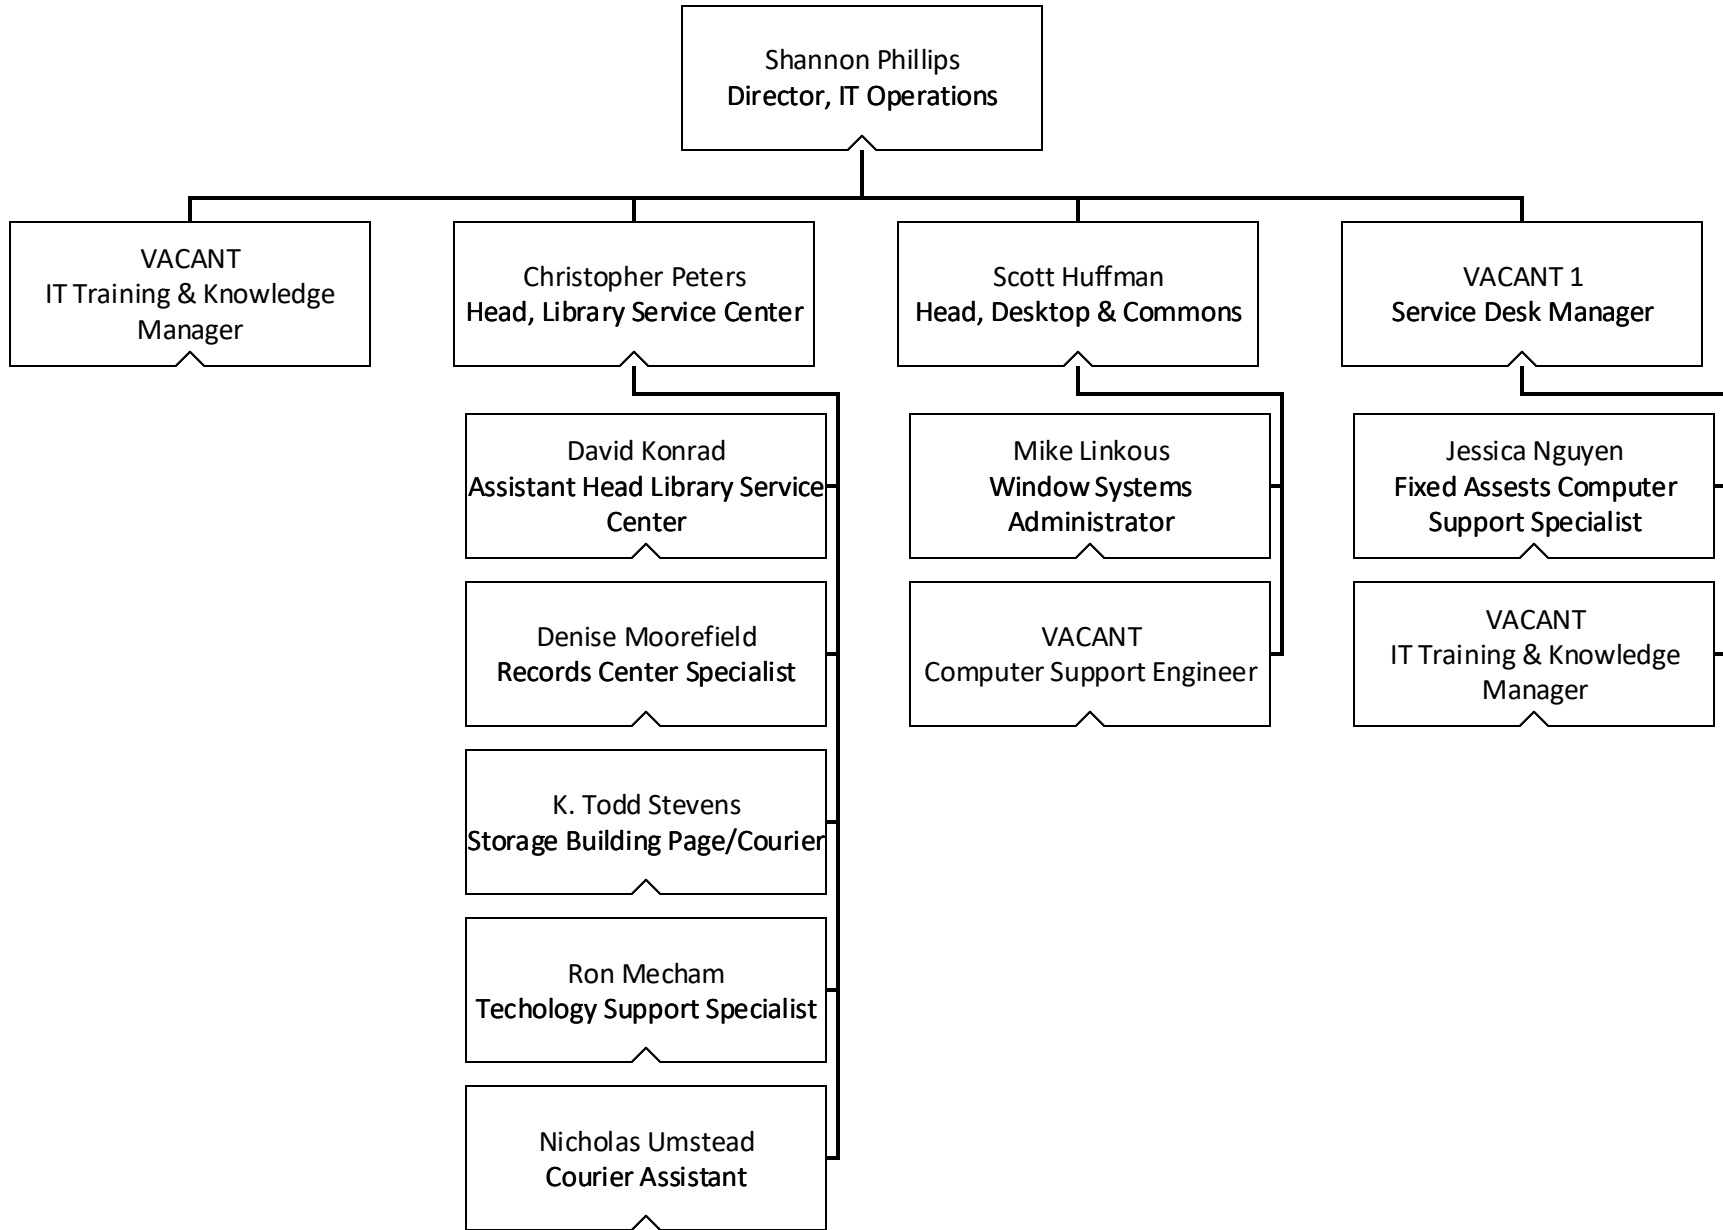 Shannon Phillips
Director, IT Operations
VACANT
IT Training & Knowledge
Manager
Christopher Peters
Head, Library Service Center
Scott Huffman
Head, Desktop & Commons
VACANT 1
Service Desk Manager
David Konrad
Assistant Head Library Service
Center
Denise Moorefield
Records Center Specialist
K. Todd Stevens
Storage Building Page/Courier
Ron Mecham
Techology Support Specialist
Nicholas Umstead
Courier Assistant
Mike Linkous
Window Systems
Administrator
VACANT
Computer Support Engineer
Jessica Nguyen
Fixed Assests Computer
Support Specialist
VACANT
IT Training & Knowledge
Manager